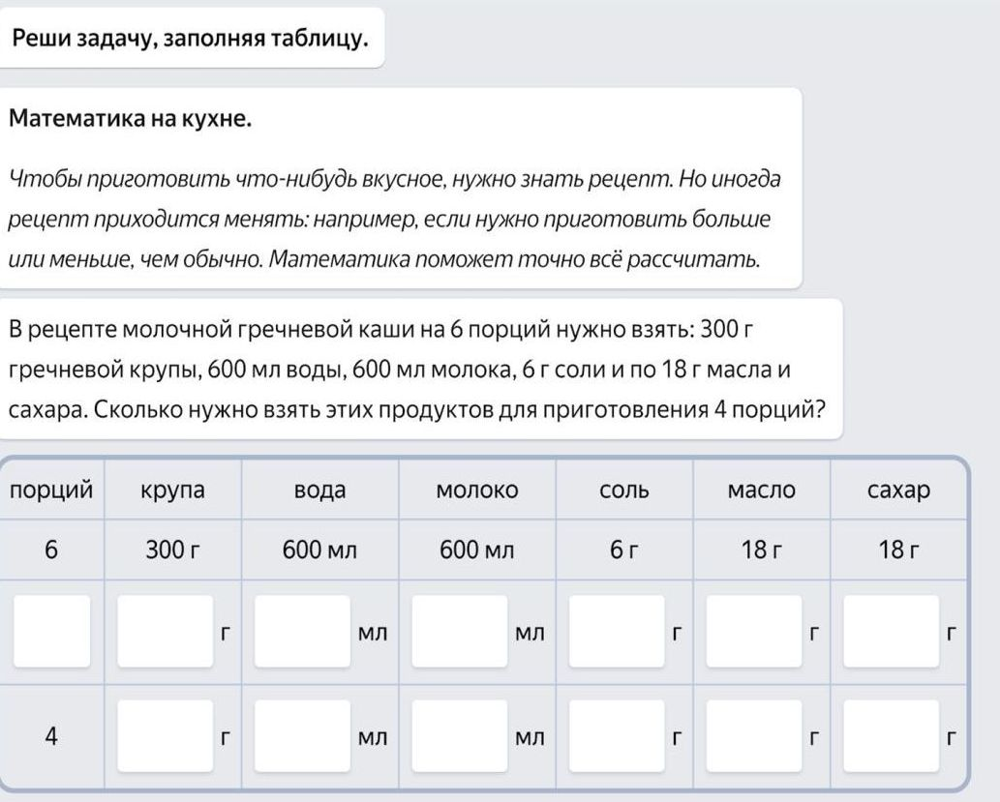 Реши задачу, заполняя таблицу.
Математика на кухне.
Чтобы приготовить что-нибудь вкусное, нужно знать рецепт. Но иногда
рецепт приходится менять: например, если нужно приготовить больше
или меньше, чем обычно. Математика поможет точно всё рассчитать.
В рецепте молочной гречневой каши на 6 порций нужно взять: 300 г
гречневой крупы, 600 мл воды, 600 мл молока, 6 г соли и по 18 г масла и
сахара. Сколько нужно взять этих продуктов для приготовления 4 порций?
порций крупа вода молоко соль масло сахар
6 300 г 600 мл 600 мл 6 г 18 г 18 г
г мл мл г г г
4 г мл мл г г г